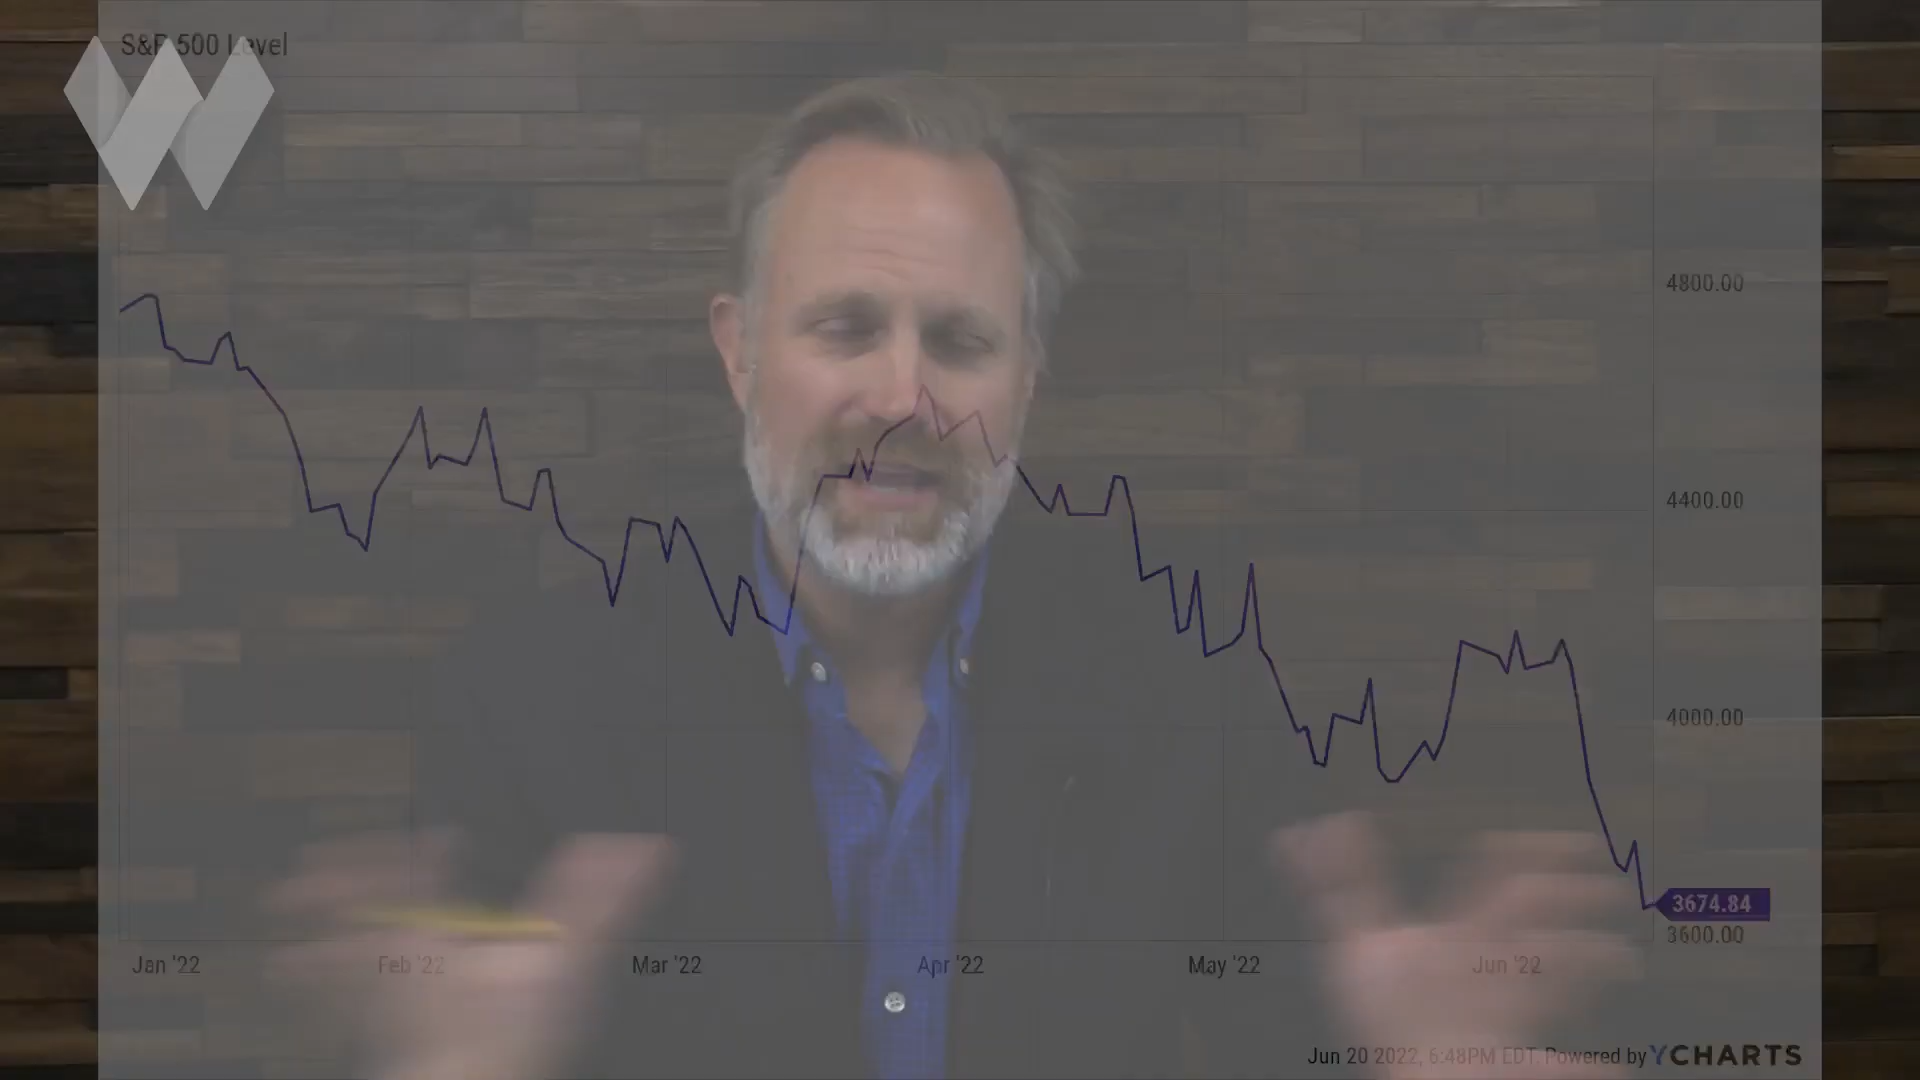 S&P 500 Level
4800.00
4400.00
4000.00
3674.84
3600.00
Jan '22 Feb '22 Mar '22 Apr '22 May '22 Jun '22
Jun 20 2022, 6:48PM EDT. Powered by YCHARTS